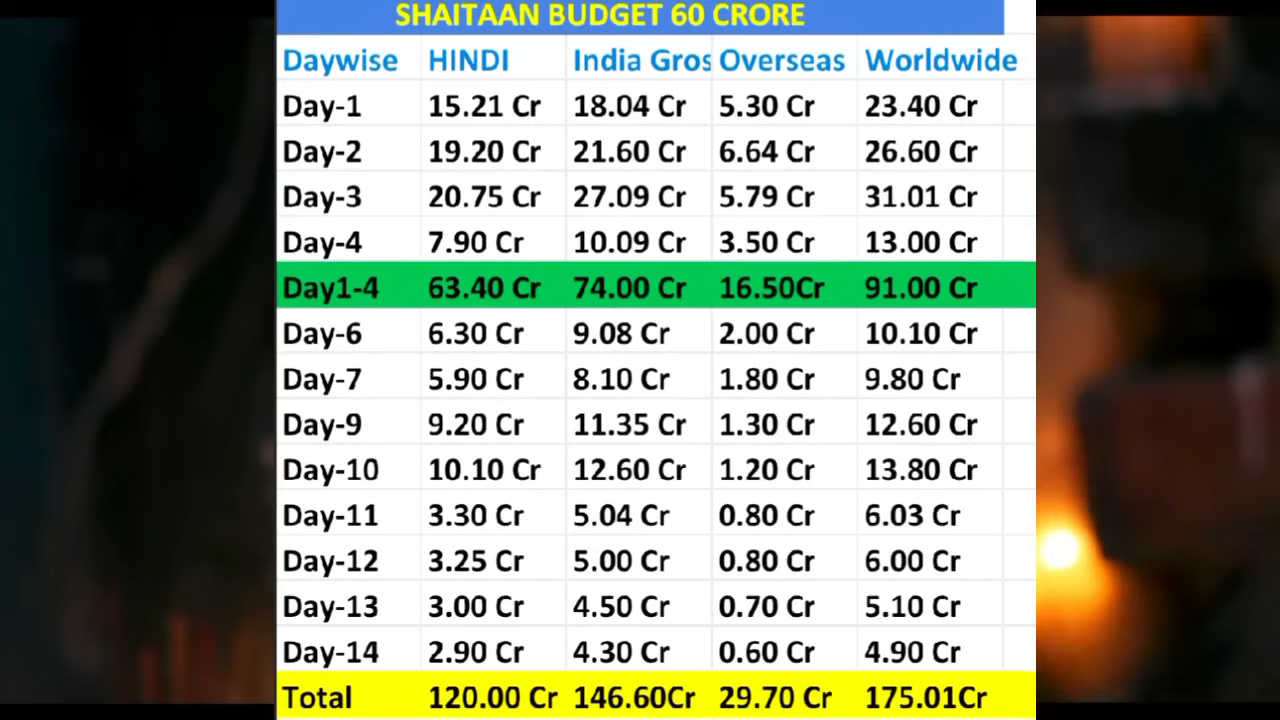 SHAITAAN BUDGET 60 CRORE
Daywise HINDI India Gros Overseas Worldwide
Day-1 15.21 Cr 18.04 Cr 5.30 Cr 23.40 Cr
Day-2 19.20 Cr 21.60 Cr 6.64 Cr 26.60 Cr
Day-3 20.75 Cr 27.09 Cr 5.79 Cr 31.01 Cr
Day-4 7.90 Cr 10.09 Cr 3.50 Cr 13.00 Cr
Day1-4 63.40 Cr 74.00 Cr 16.50Cr 91.00 Cr
Day-6 6.30 Cr 9.08 Cr 2.00 Cr 10.10 Cr
Day-7 5.90 Cr 8.10 Cr 1.80 Cr 9.80 Cr
Day-9 9.20 Cr 11.35 Cr 1.30 Cr 12.60 Cr
Day-10 10.10 Cr 12.60 Cr 1.20 Cr 13.80 Cr
Day-11 3.30 Cr 5.04 Cr 0.80 Cr 6.03 Cr
Day-12 3.25 Cr 5.00 Cr 0.80 Cr 6.00 Cr
Day-13 3.00 Cr 4.50 Cr 0.70 Cr 5.10 Cr
Day-14 2.90 Cr 4.30 Cr 0.60 Cr 4.90 Cr
Total 120.00 Cr 146.60Cr 29.70 Cr 175.01Cr